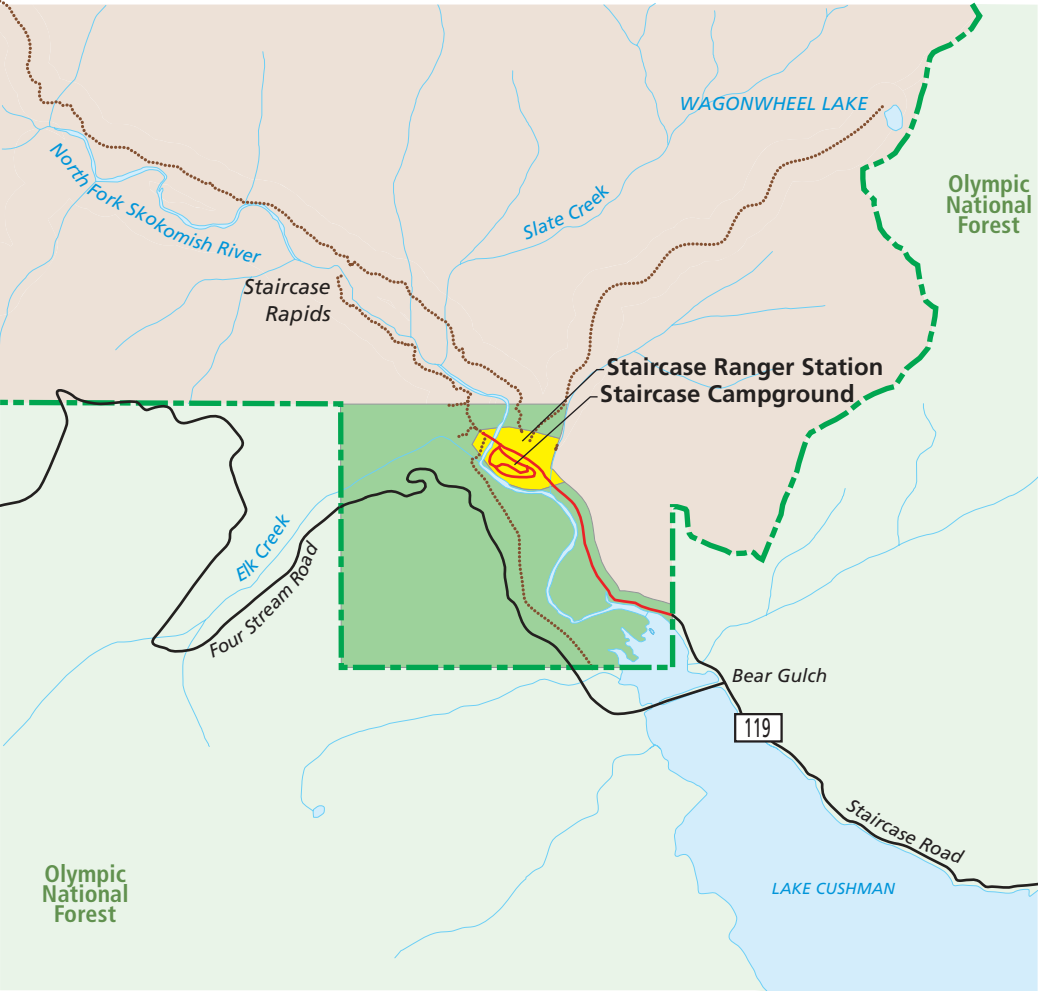 WAGONWHEEL LAKE
North Fork Skokomish River
Olympic
National
Forest
Slate Creek
Staircase
Rapids
Staircase Ranger Station
Staircase Campground
Elk Creek
Four Stream Road
Bear Gulch
119
Staircase Road
Olympic
National
Forest
LAKE CUSHMAN